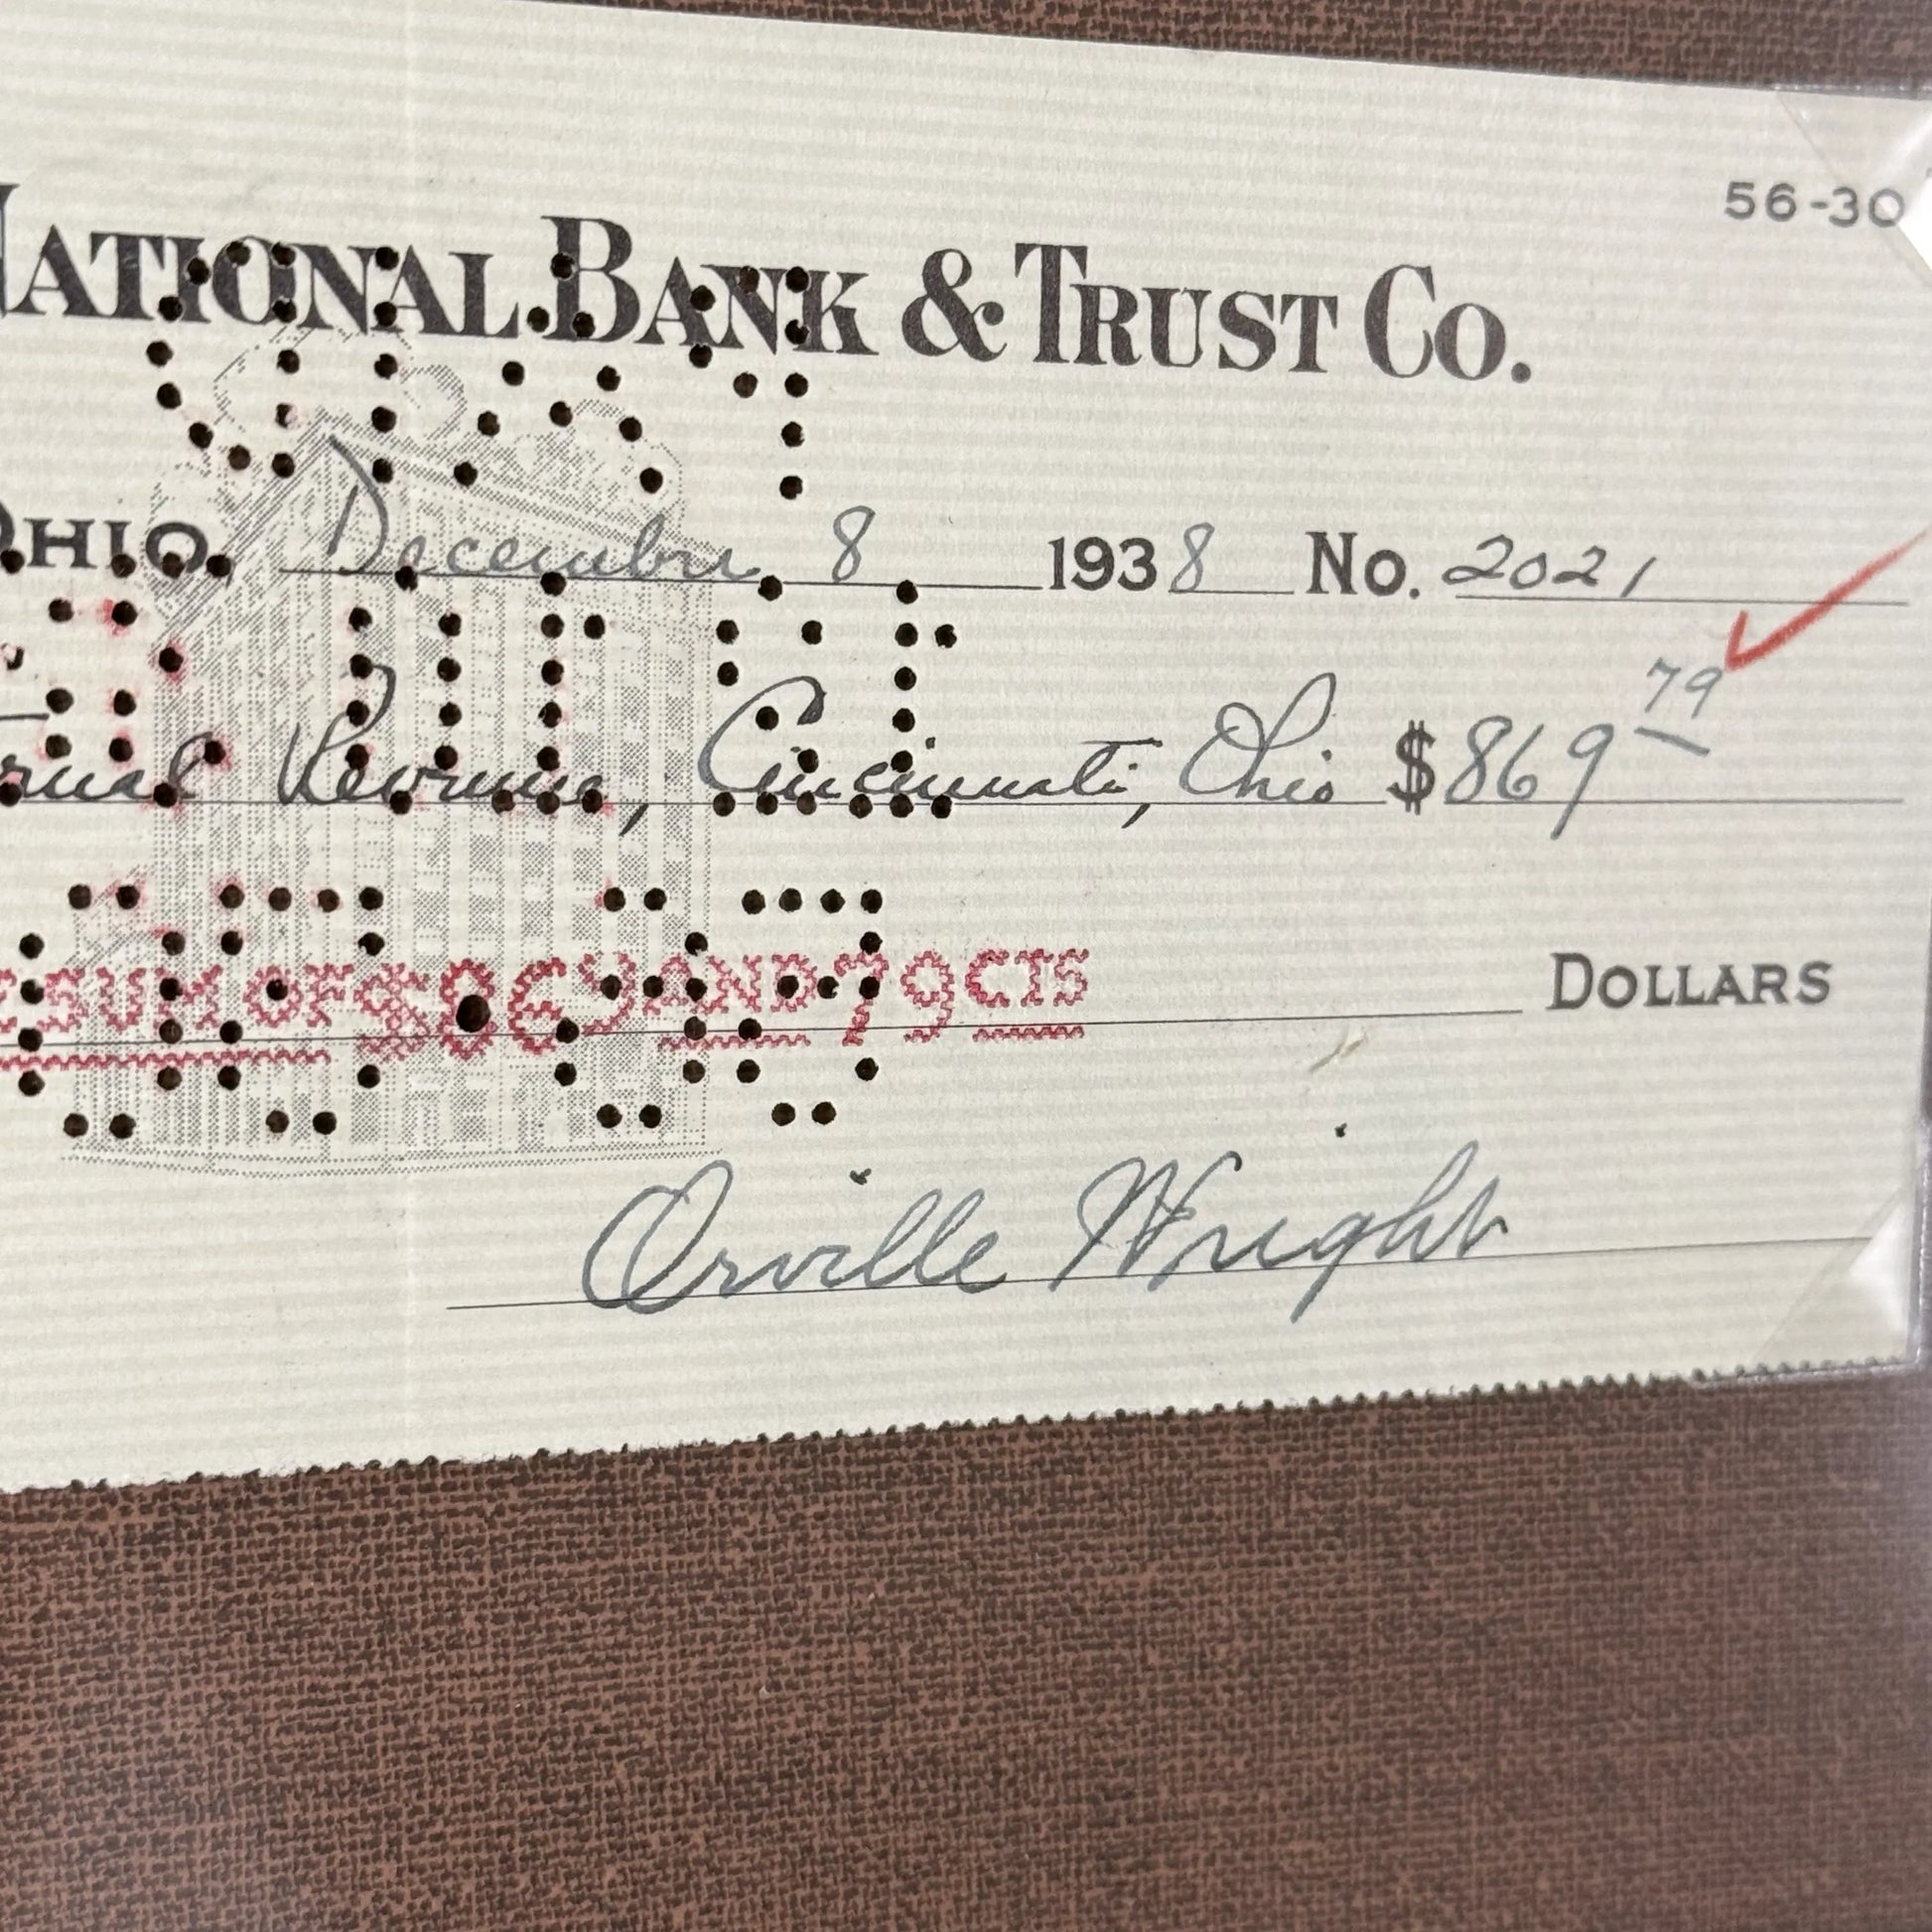 56-30
NATIONAL BANK & TRUST CO.
OHIO, December 8 1938 No. 2021
rnal Revenue, Cincinnati, Ohio $869 79
SUM OF $869 AND 79 CTS DOLLARS
Orville Wright